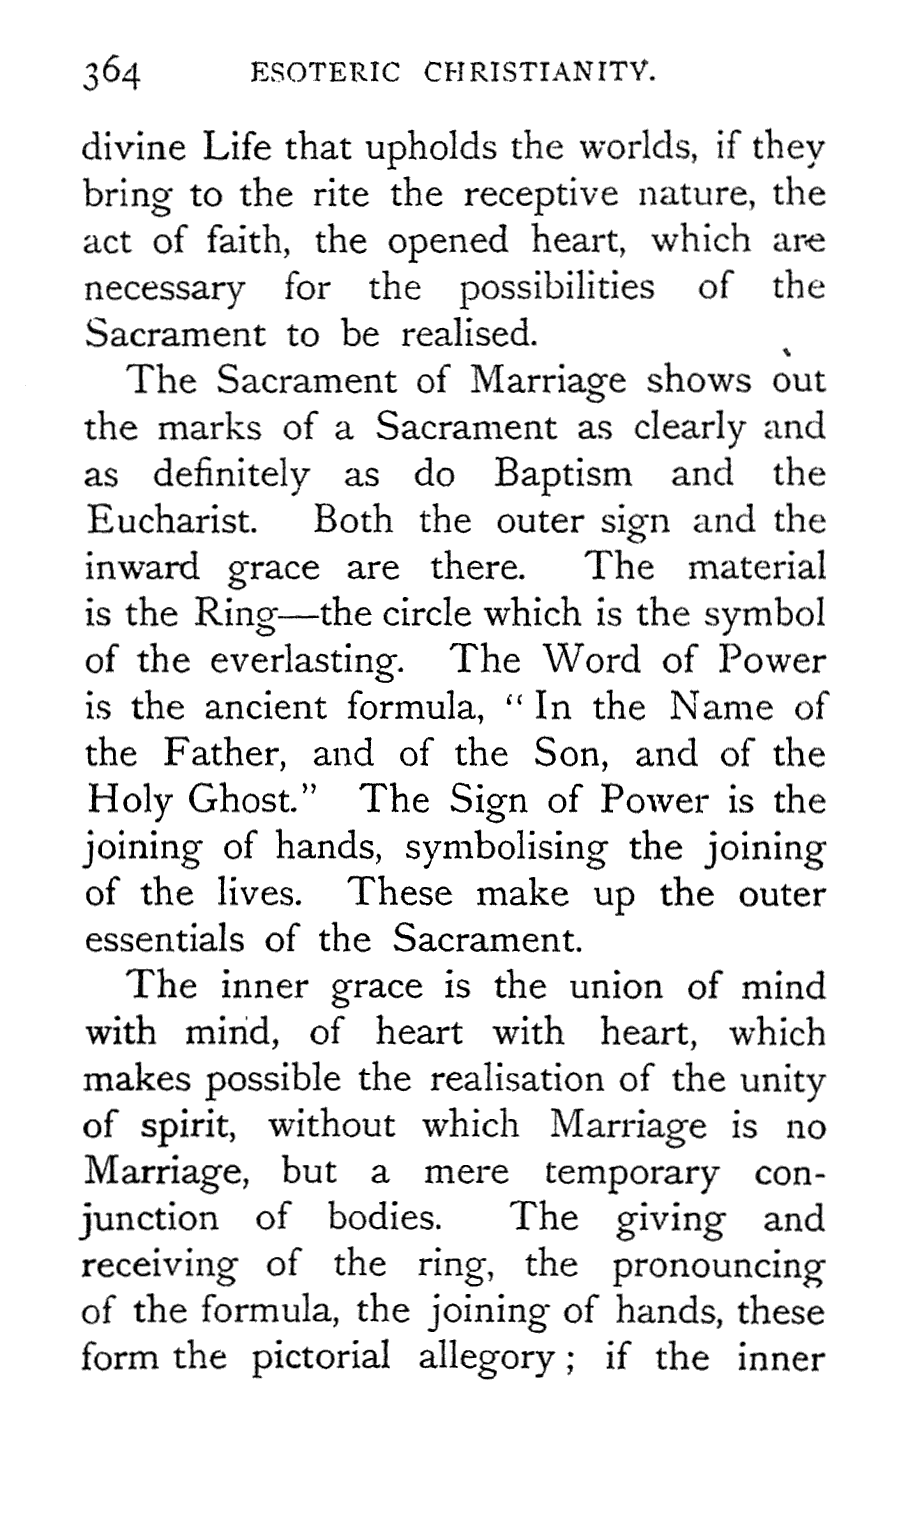 364 ESOTERIC CHRISTIANITY.
divine Life that upholds the worlds, if they
bring to the rite the receptive nature, the
act of faith, the opened heart, which are
necessary for the possibilities of the
Sacrament to be realised.
The Sacrament of Marriage shows out
the marks of a Sacrament as clearly and
as definitely as do Baptism and the
Eucharist. Both the outer sign and the
inward grace are there. The material
is the Ring—the circle which is the symbol
of the everlasting. The Word of Power
is the ancient formula, "In the Name of
the Father, and of the Son, and of the
Holy Ghost." The Sign of Power is the
joining of hands, symbolising the joining
of the lives. These make up the outer
essentials of the Sacrament.
The inner grace is the union of mind
with mind, of heart with heart, which
makes possible the realisation of the unity
of spirit, without which Marriage is no
Marriage, but a mere temporary con-
junction of bodies. The giving and
receiving of the ring, the pronouncing
of the formula, the joining of hands, these
form the pictorial allegory; if the inner